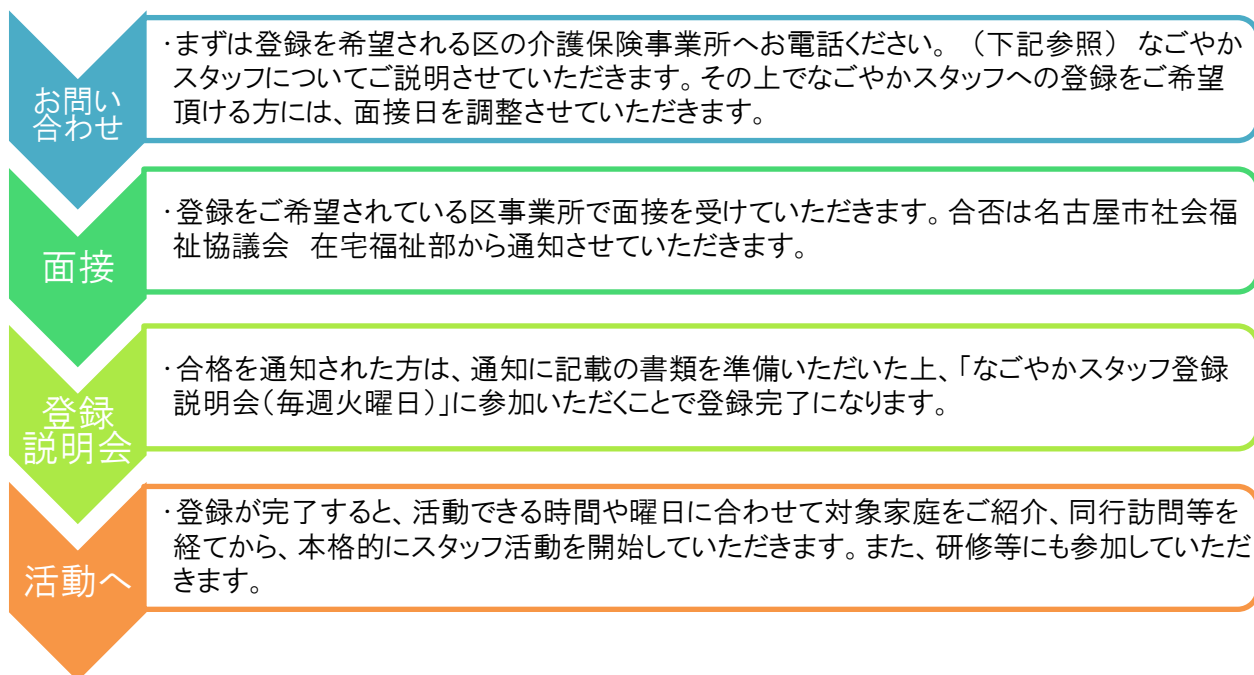 お問い
合わせ
・まずは登録を希望される区の介護保険事業所へお電話ください。 （下記参照） なごやか
スタッフについてご説明させていただきます。その上でなごやかスタッフへの登録をご希望
頂ける方には、面接日を調整させていただきます。
面接
・登録をご希望されている区事業所で面接を受けていただきます。合否は名古屋市社会福
祉協議会　在宅福祉部から通知させていただきます。
登録
説明会
・合格を通知された方は、通知に記載の書類を準備いただいた上、「なごやかスタッフ登録
説明会（毎週火曜日）」に参加いただくことで登録完了になります。
活動へ
・登録が完了すると、活動できる時間や曜日に合わせて対象家庭をご紹介、同行訪問等を
経てから、本格的にスタッフ活動を開始していただきます。また、研修等にも参加していただ
きます。